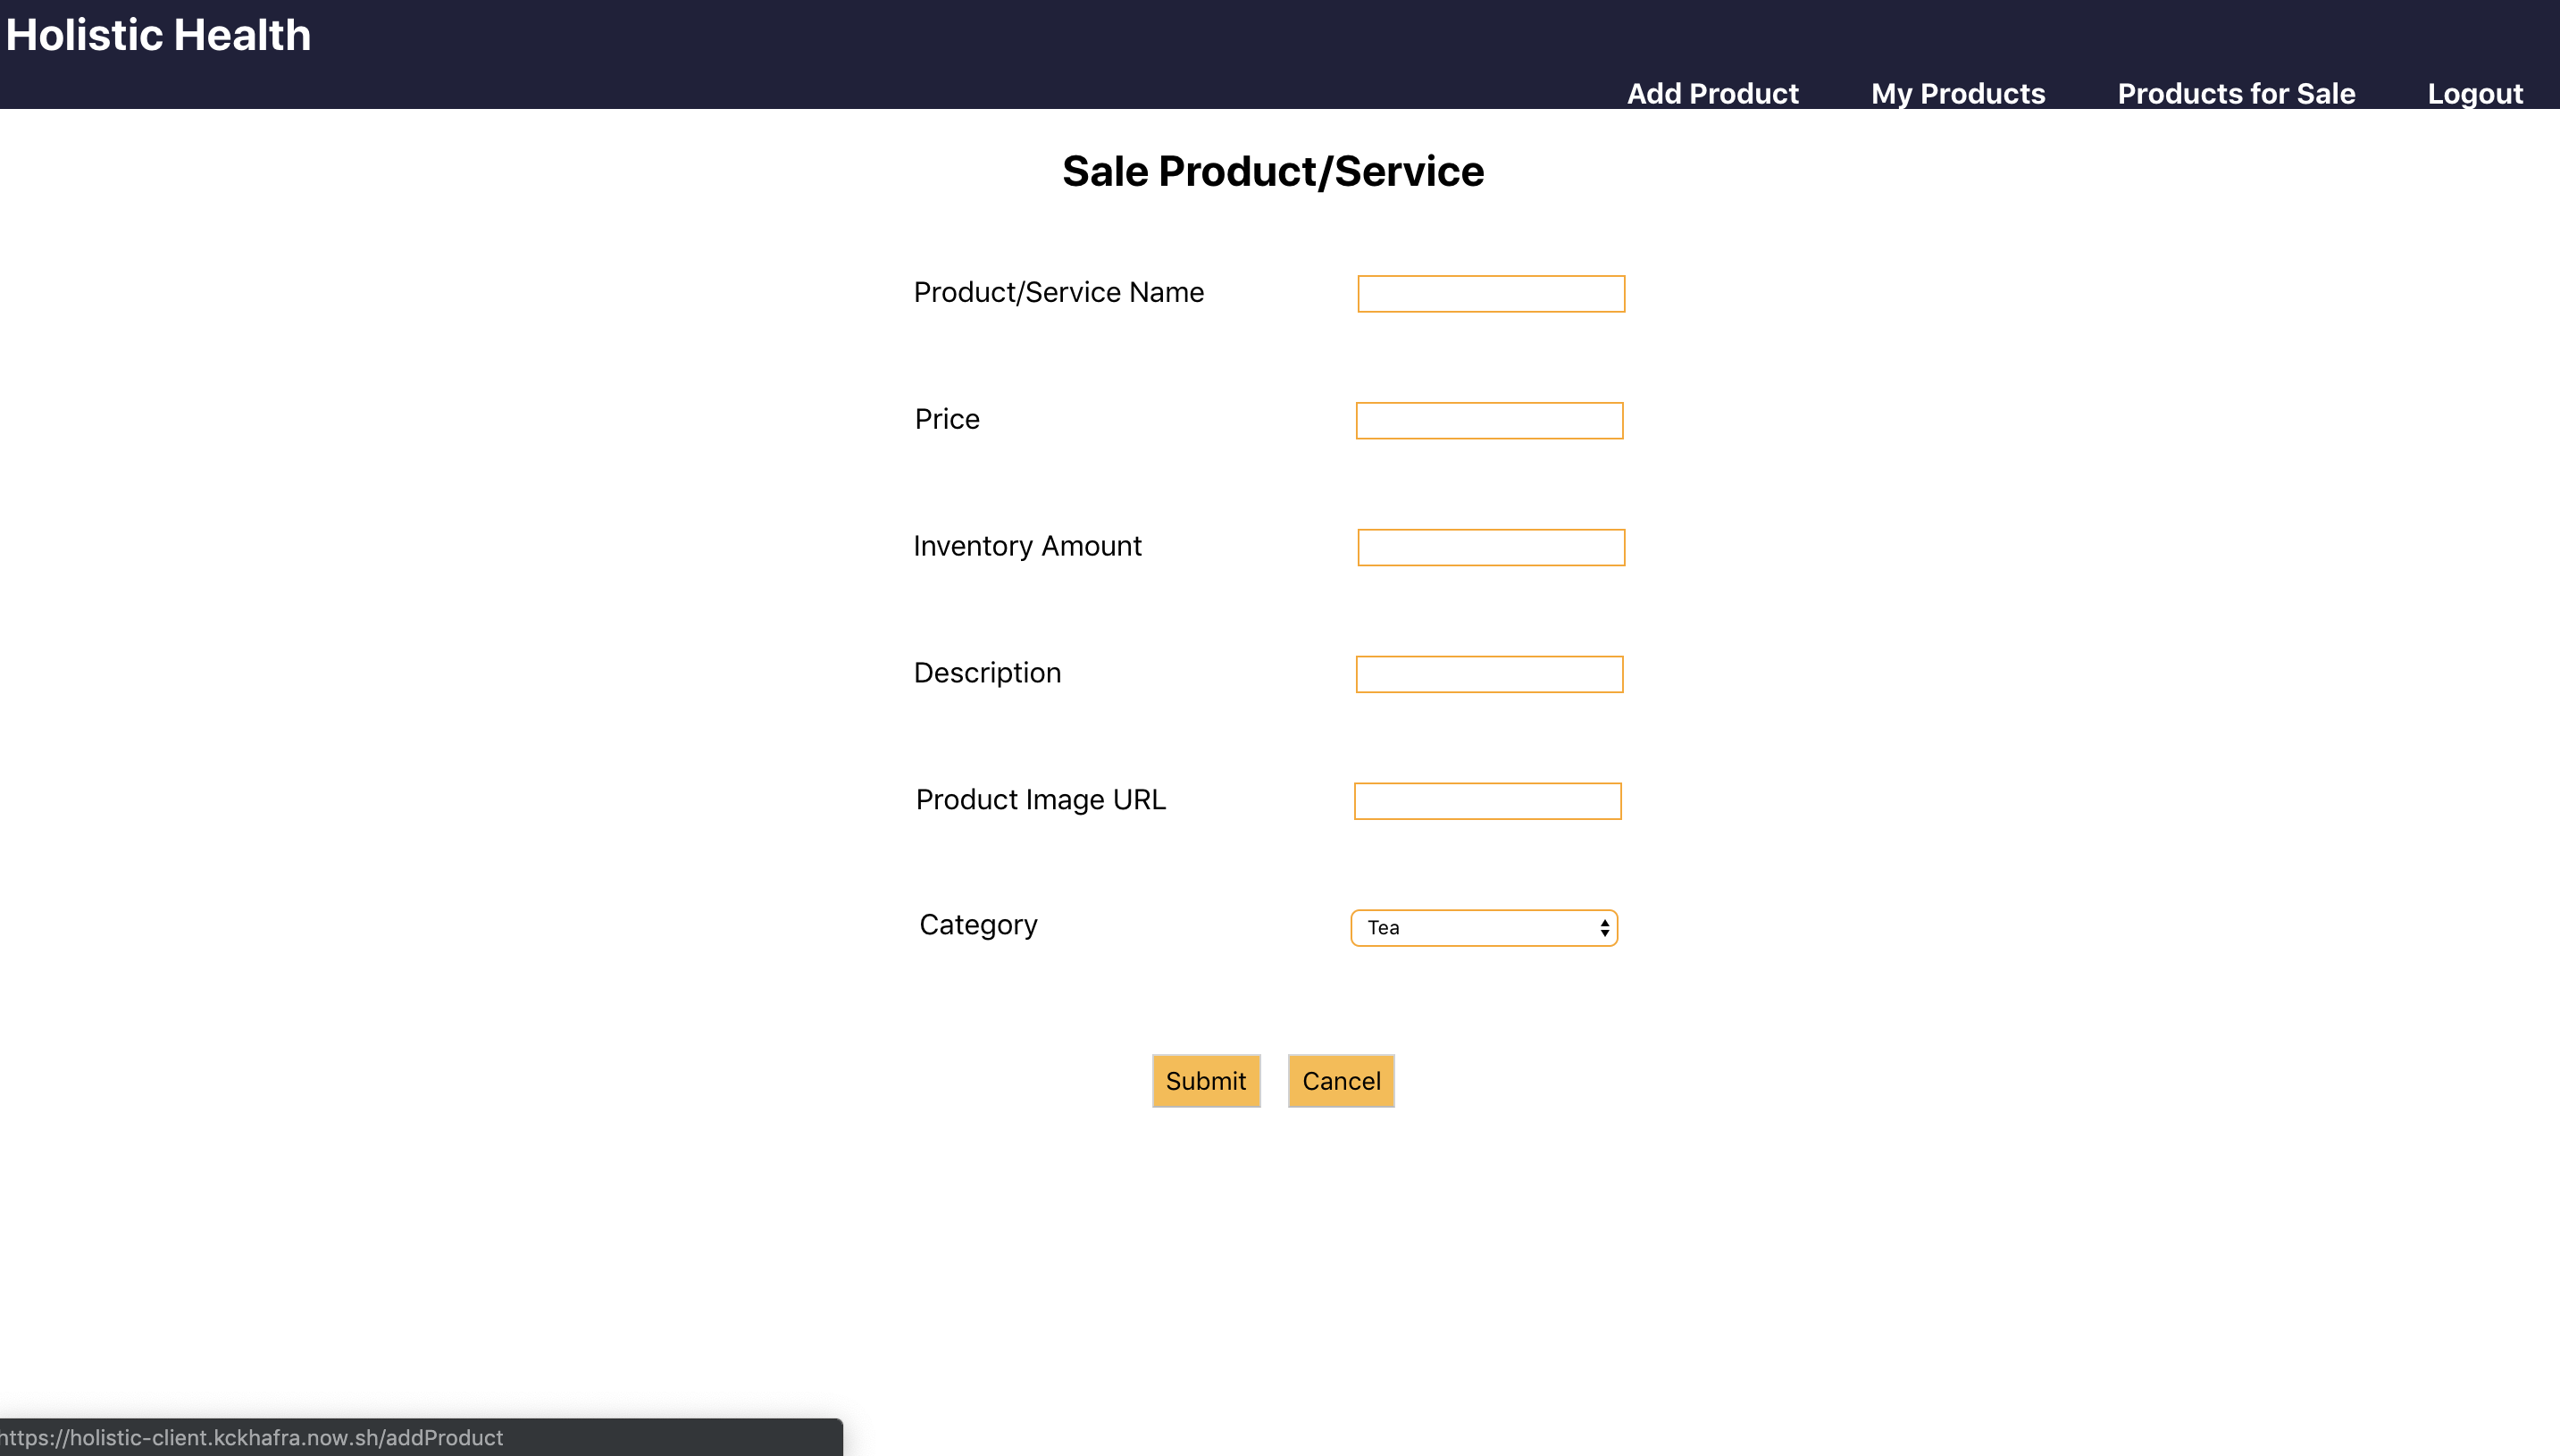 Holistic Health
Add Product My Products Products for Sale Logout
Sale Product/Service
Product/Service Name
Price
Inventory Amount
Description
Product Image URL
Category Tea
Submit Cancel
https://holistic-client.kckhafra.now.sh/addProduct